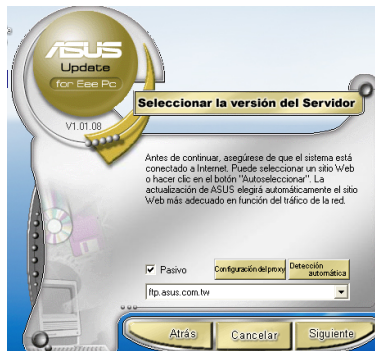 ASUS
Update
for Eee Pc
V1.01.08
Seleccionar la versión del Servidor
Antes de continuar, asegúrese de que el sistema está
conectado a Internet. Puede seleccionar un sitio Web
o hacer clic en el botón "Autoseleccionar". La
actualización de ASUS elegirá automáticamente el sitio
Web más adecuado en función del tráfico de la red.
Pasivo
Configuración del proxy
Detección
automática
ftp.asus.com.tw
Atrás
Cancelar
Siguiente